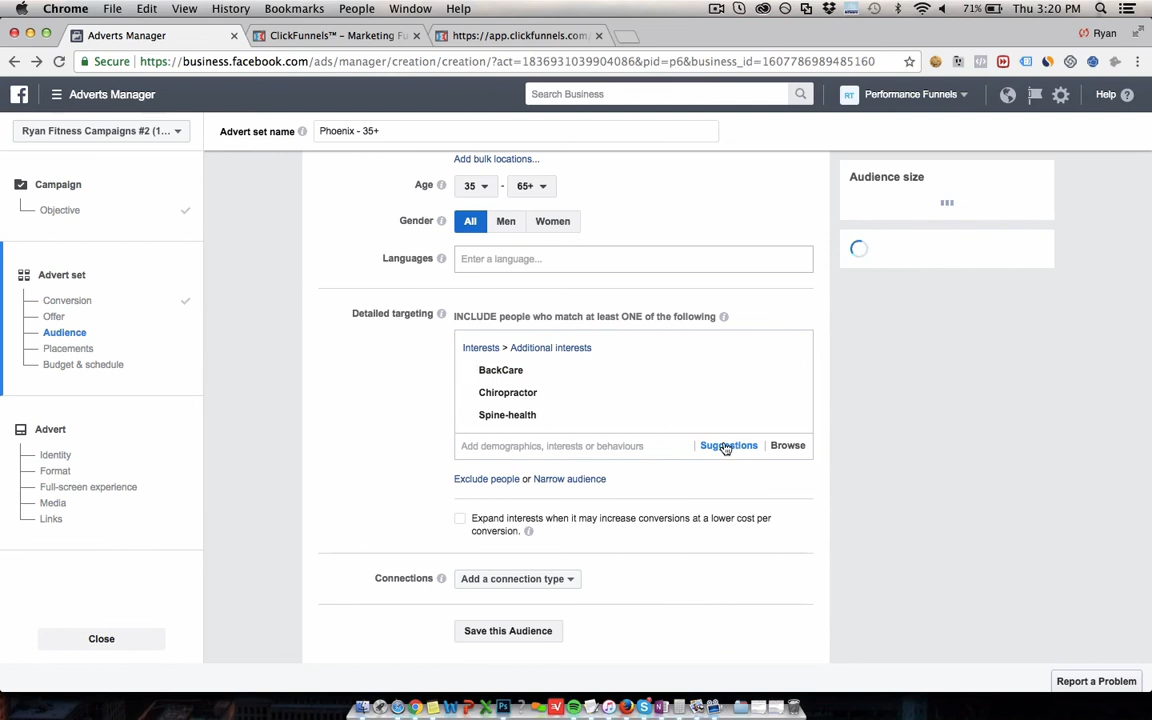 Chrome File Edit View History Bookmarks People Window Help 71% Thu 3:20 PM
Adverts Manager ClickFunnels™ – Marketing Fu https://app.clickfunnels.com/ Ryan
Secure https://business.facebook.com/ads/manager/creation/creation/?act=1836931039904086&pid=p6&business_id=1607786989485160
Adverts Manager Search Business RT Performance Funnels Help
Ryan Fitness Campaigns #2 (1... Advert set name Phoenix - 35+
Add bulk locations...
Audience size
Campaign
Age 35 - 65+
Objective
Gender All Men Women
Languages Enter a language...
Advert set
Conversion
Offer
Audience
Placements
Budget & schedule
Detailed targeting INCLUDE people who match at least ONE of the following
Interests > Additional interests
BackCare
Chiropractor
Spine-health
Add demographics, interests or behaviours Suggestions Browse
Advert
Identity
Format
Full-screen experience
Media
Links
Exclude people or Narrow audience
Expand interests when it may increase conversions at a lower cost per
conversion.
Connections Add a connection type
Save this Audience
Close
Report a Problem